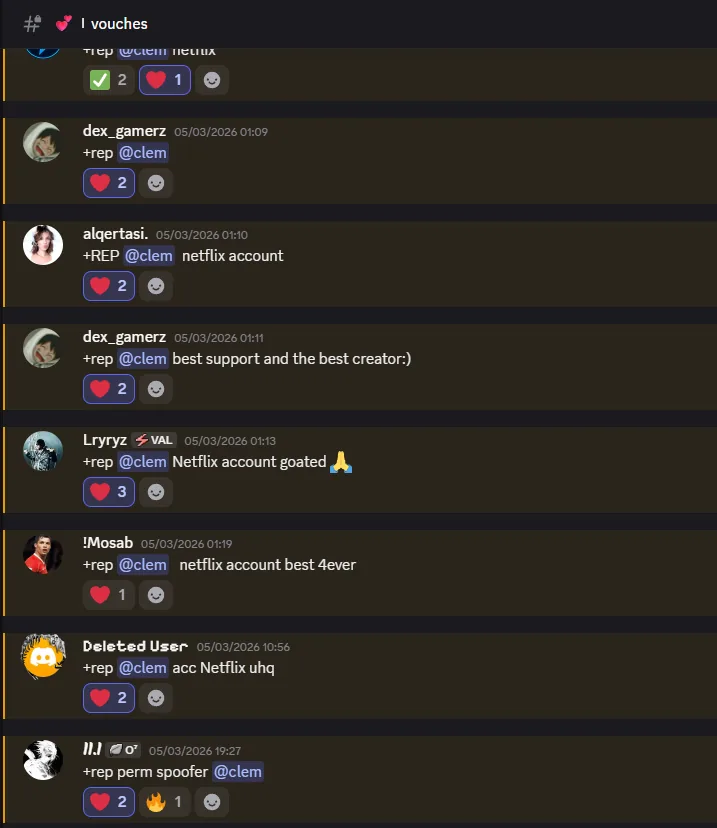 vouches
+rep @clem netflix
2 1
dex_gamerz 05/03/2026 01:09
+rep @clem
2
alqertasi. 05/03/2026 01:10
+REP @clem netflix account
2
dex_gamerz 05/03/2026 01:11
+rep @clem best support and the best creator:)
2
Lryryz VAL 05/03/2026 01:13
+rep @clem Netflix account goated
3
!Mosab 05/03/2026 01:19
+rep @clem netflix account best 4ever
1
Deleted User 05/03/2026 10:56
+rep @clem acc Netflix uhq
2
05/03/2026 19:27
+rep perm spoofer @clem
2 1